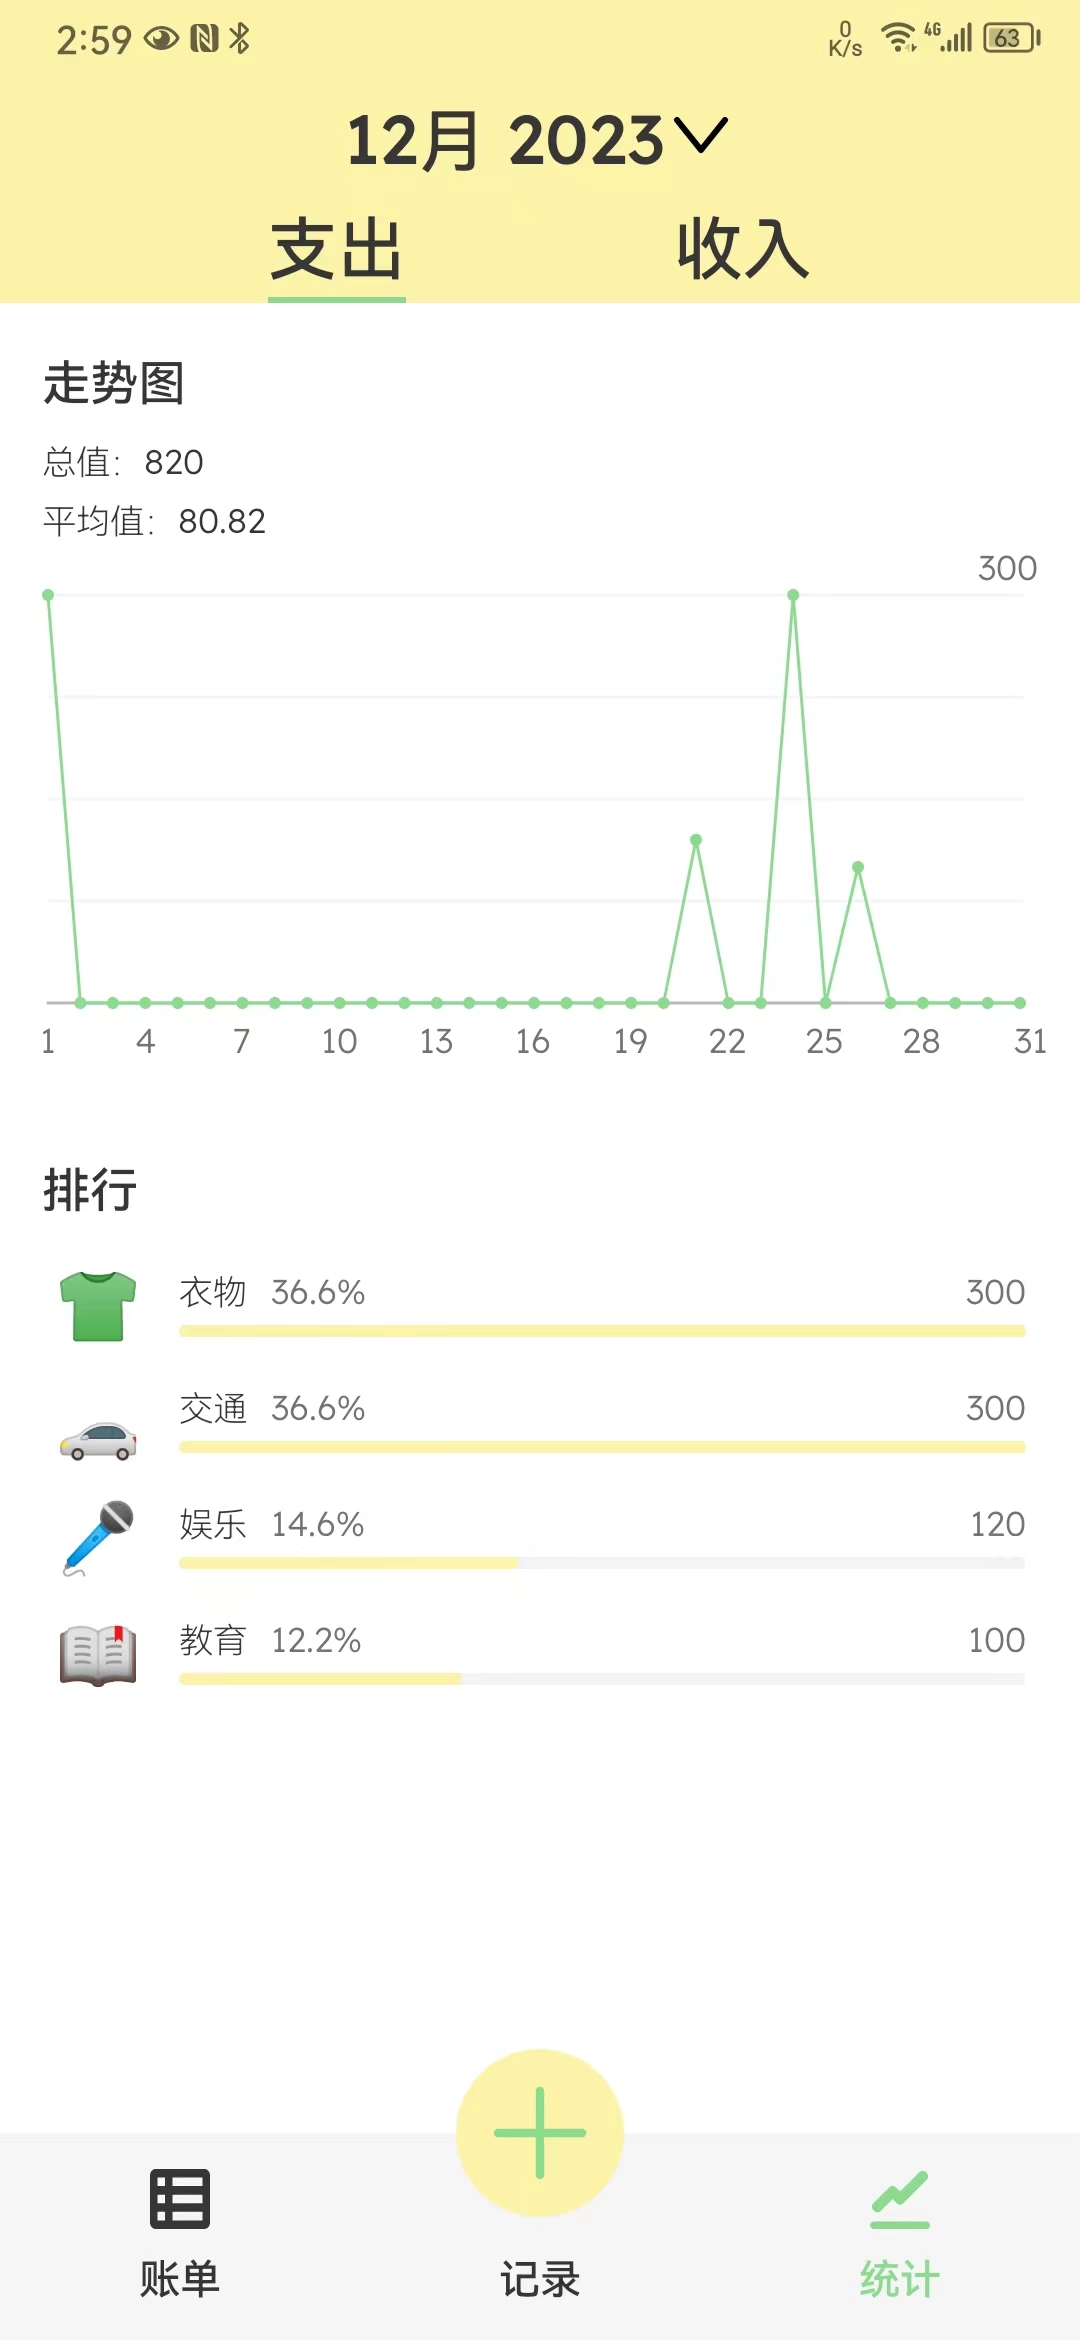 2:59 0 K/s 4G 63
12月 2023
支出 收入
走势图
总值: 820
平均值: 80.82
300
1 4 7 10 13 16 19 22 25 28 31
排行
衣物 36.6% 300
交通 36.6% 300
娱乐 14.6% 120
教育 12.2% 100
账单 记录 统计